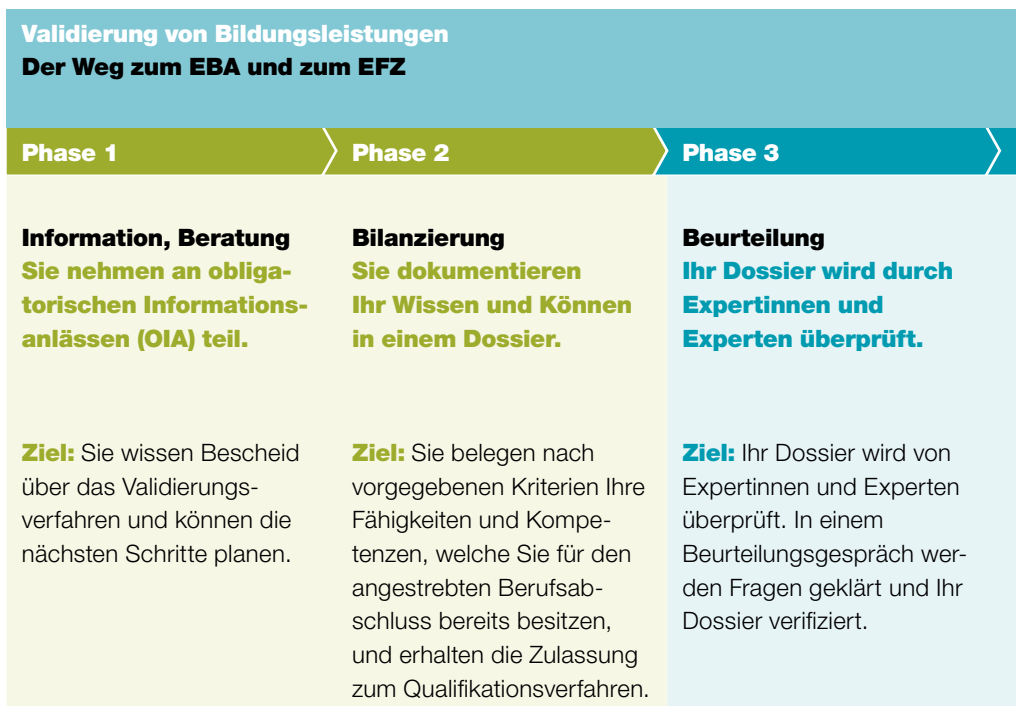 Validierung von Bildungsleistungen
Der Weg zum EBA und zum EFZ
Phase 1
Phase 2
Phase 3
Information, Beratung
Sie nehmen an obliga-
torischen Informations-
anlässen (OIA) teil.
Ziel: Sie wissen Bescheid
über das Validierungs-
verfahren und können die
nächsten Schritte planen.
Bilanzierung
Sie dokumentieren
Ihr Wissen und Können
in einem Dossier.
Ziel: Sie belegen nach
vorgegebenen Kriterien Ihre
Fähigkeiten und Kompe-
tenzen, welche Sie für den
angestrebten Berufsab-
schluss bereits besitzen,
und erhalten die Zulassung
zum Qualifikationsverfahren.
Beurteilung
Ihr Dossier wird durch
Expertinnen und
Experten überprüft.
Ziel: Ihr Dossier wird von
Expertinnen und Experten
überprüft. In einem
Beurteilungsgespräch wer-
den Fragen geklärt und Ihr
Dossier verifiziert.